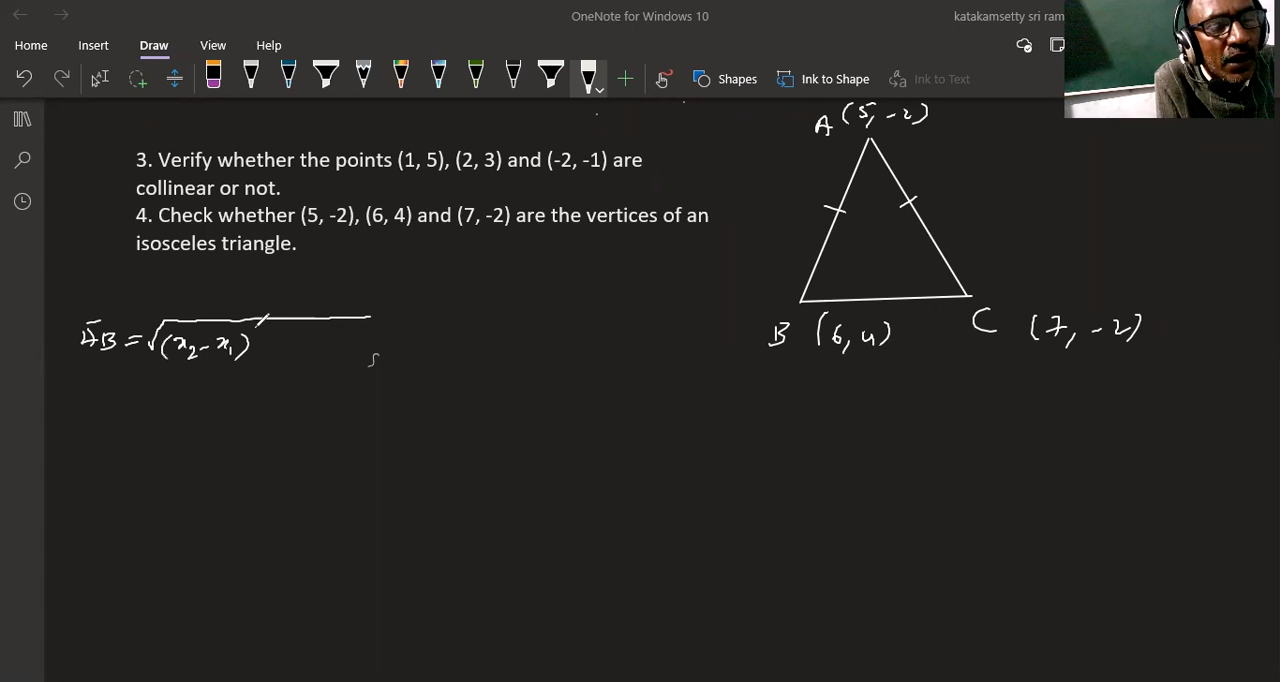 OneNote for Windows 10
katakamsetty sri ram
Home Insert Draw View Help
Shapes Ink to Shape Ink to Text
3. Verify whether the points (1, 5), (2, 3) and (-2, -1) are
collinear or not.
4. Check whether (5, -2), (6, 4) and (7, -2) are the vertices of an
isosceles triangle.
A (5, -2)
B (6, 4) C (7, -2)
AB = √(x₂ - x₁)